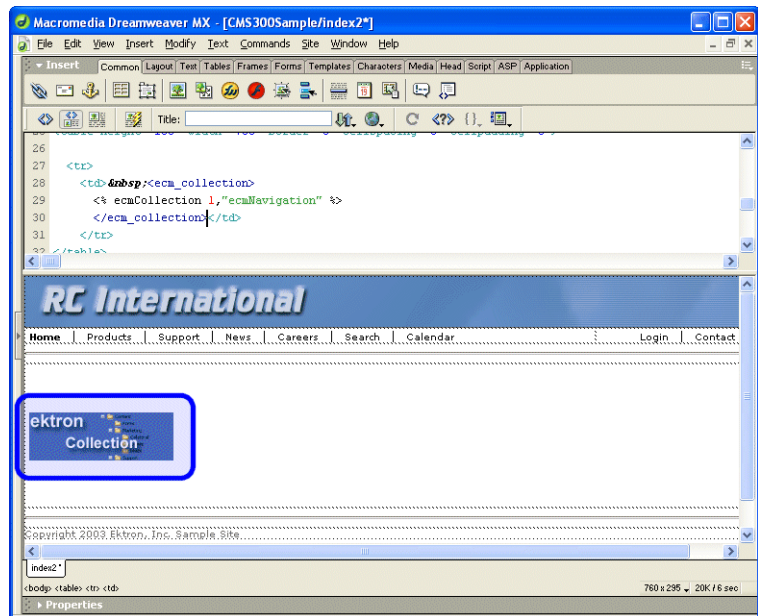 Macromedia Dreamweaver MX - [CMS300Sample/index2*]
File Edit View Insert Modify Text Commands Site Window Help
Insert Common Layout Text Tables Frames Forms Templates Characters Media Head Script ASP Application
Title:
26
27 <tr>
28 <td>&nbsp;<ecm_collection>
29 <% ecmCollection 1,"ecmNavigation" %>
30 </ecm_collection></td>
31 </tr>
32 </table>
RC International
Home | Products | Support | News | Careers | Search | Calendar Login | Contact
ektron
Collection
Copyright 2003 Ektron, Inc. Sample Site
index2*
<body> <table> <tr> <td> 760 x 295 20K / 6 sec
Properties